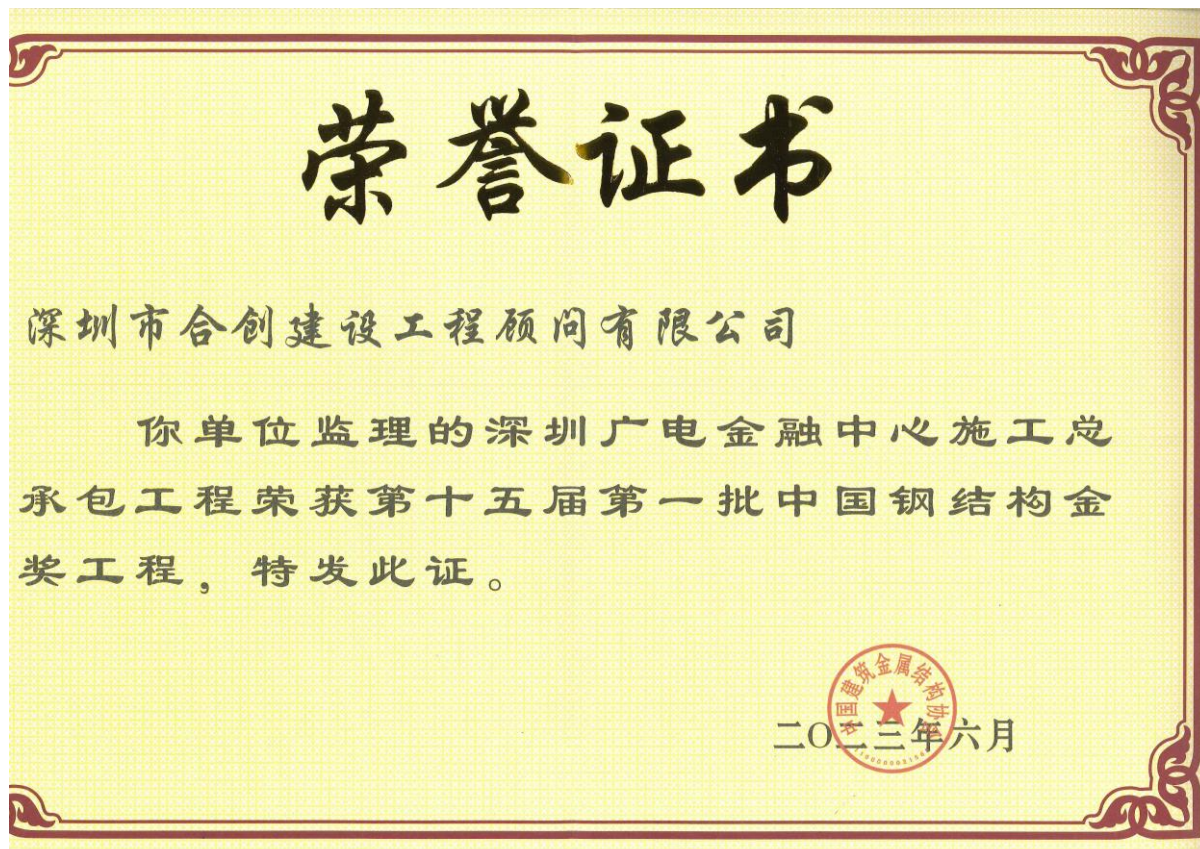 荣誉证书
深圳市合创建设工程顾问有限公司
你单位监理的深圳广电金融中心施工总
承包工程荣获第十五届第一批中国钢结构金
奖工程，特发此证。
中国建筑金属结构协会
二〇二三年六月